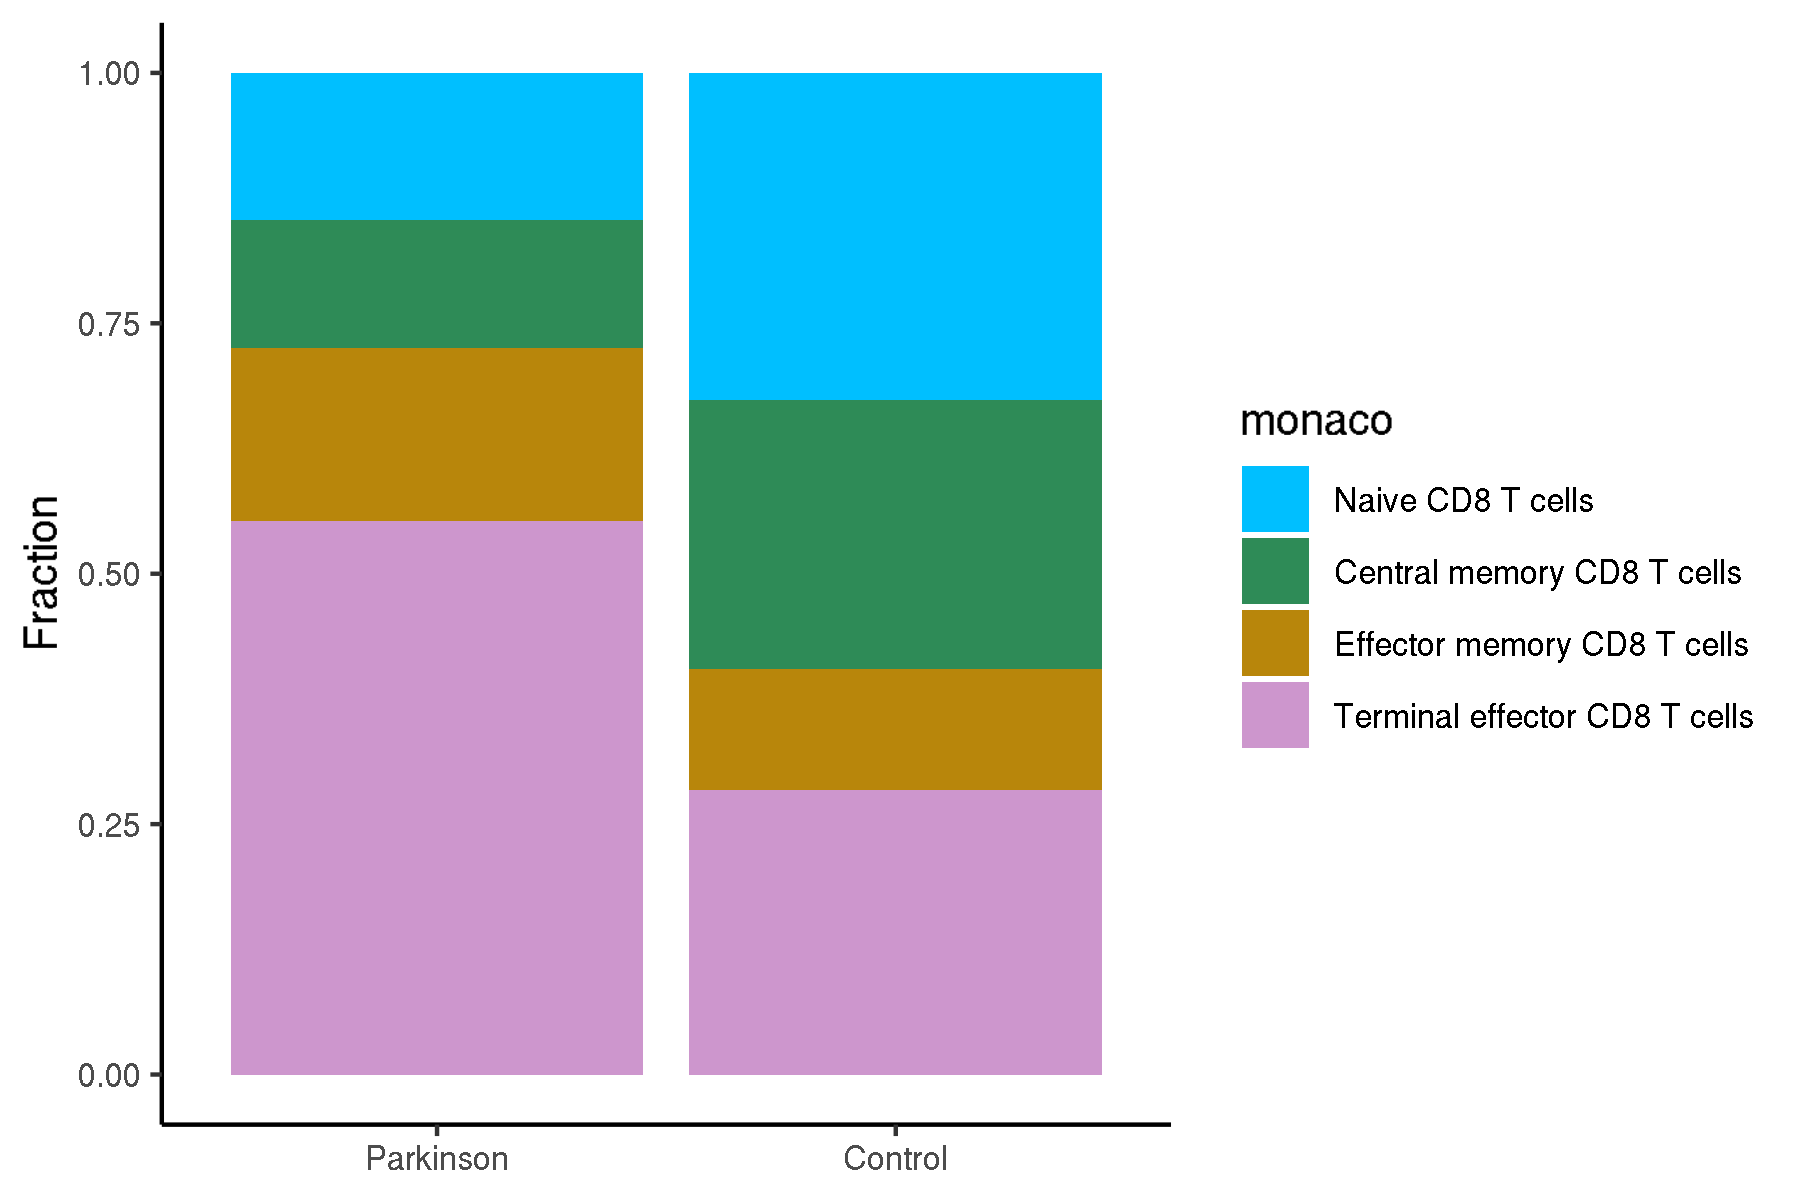 Fraction
1.00
0.75
0.50
0.25
0.00
Parkinson
Control
monaco
Naive CD8 T cells
Central memory CD8 T cells
Effector memory CD8 T cells
Terminal effector CD8 T cells